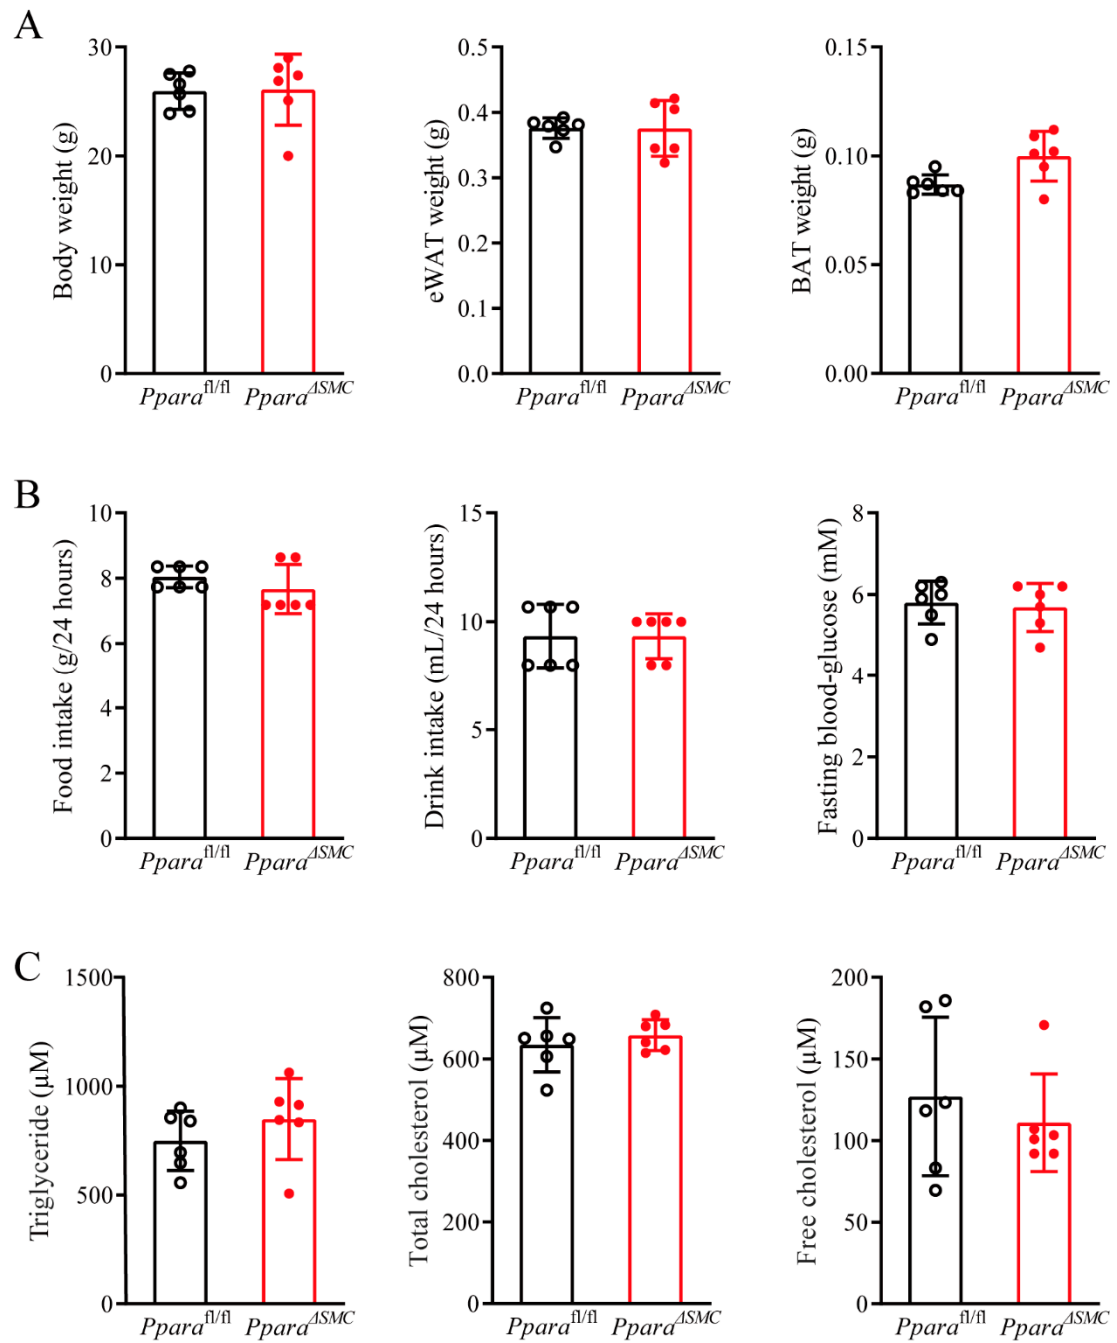 A
Body weight (g)
30
20
10
0
Ppara^fl/fl Ppara^ΔSMC
eWAT weight (g)
0.5
0.4
0.3
0.2
0.1
0.0
Ppara^fl/fl Ppara^ΔSMC
BAT weight (g)
0.15
0.10
0.05
0.00
Ppara^fl/fl Ppara^ΔSMC
B
Food intake (g/24 hours)
10
8
6
4
2
0
Ppara^fl/fl Ppara^ΔSMC
Drink intake (mL/24 hours)
15
10
5
0
Ppara^fl/fl Ppara^ΔSMC
Fasting blood-glucose (mM)
8
6
4
2
0
Ppara^fl/fl Ppara^ΔSMC
C
Triglyceride (μM)
1500
1000
500
0
Ppara^fl/fl Ppara^ΔSMC
Total cholesterol (μM)
800
600
400
200
0
Ppara^fl/fl Ppara^ΔSMC
Free cholesterol (μM)
200
150
100
50
0
Ppara^fl/fl Ppara^ΔSMC